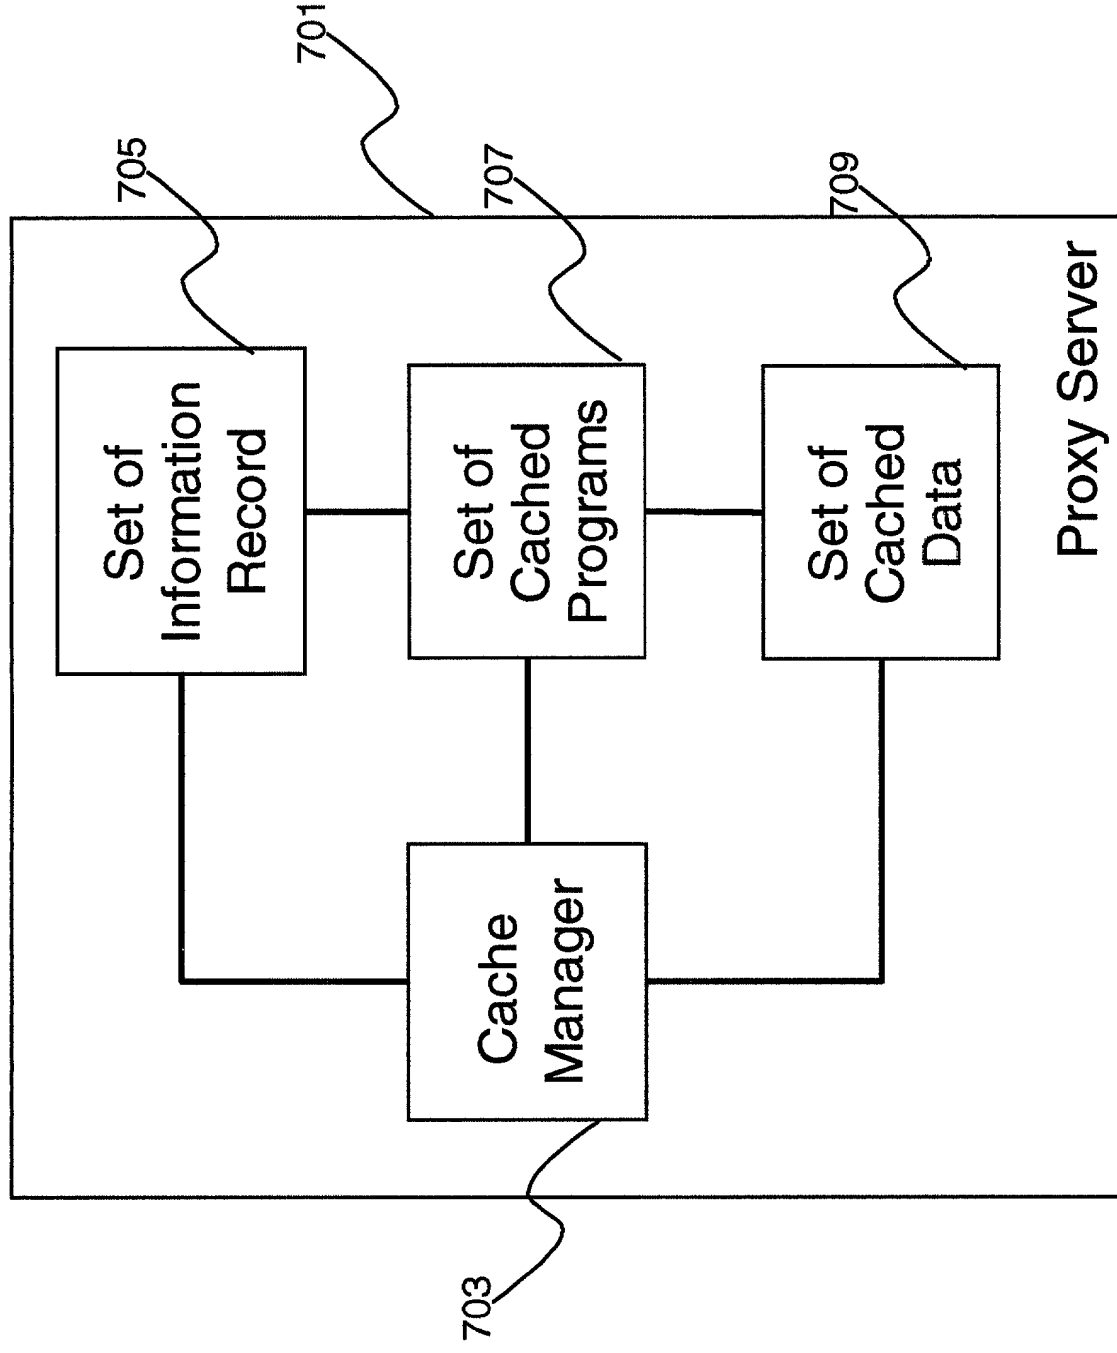 701
705
Set of
Information
Record
707
Set of
Cached
Programs
709
Set of
Cached
Data
703
Cache
Manager
Proxy Server